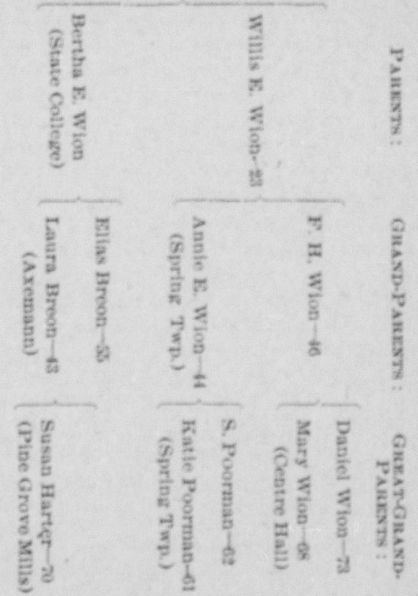 PARENTS:
Willis E. Wion—23
Bertha E. Wion
(State College)
GRAND-PARENTS:
F. H. Wion—46
Annie E. Wion—44
(Spring Twp.)
Elias Breon—55
Laura Breon—43
(Axemann)
GREAT-GRAND-
PARENTS:
Daniel Wion—73
Mary Wion—68
(Centre Hall)
S. Poorman—62
Katie Poorman—61
(Spring Twp.)
Susan Harter—70
(Pine Grove Mills)